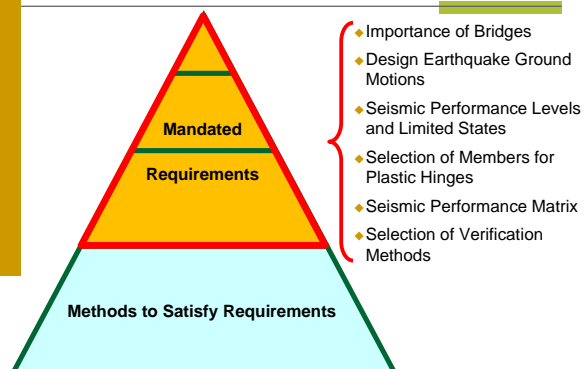 Mandated
Requirements
Methods to Satisfy Requirements
Importance of Bridges
Design Earthquake Ground
Motions
Seismic Performance Levels
and Limited States
Selection of Members for
Plastic Hinges
Seismic Performance Matrix
Selection of Verification
Methods